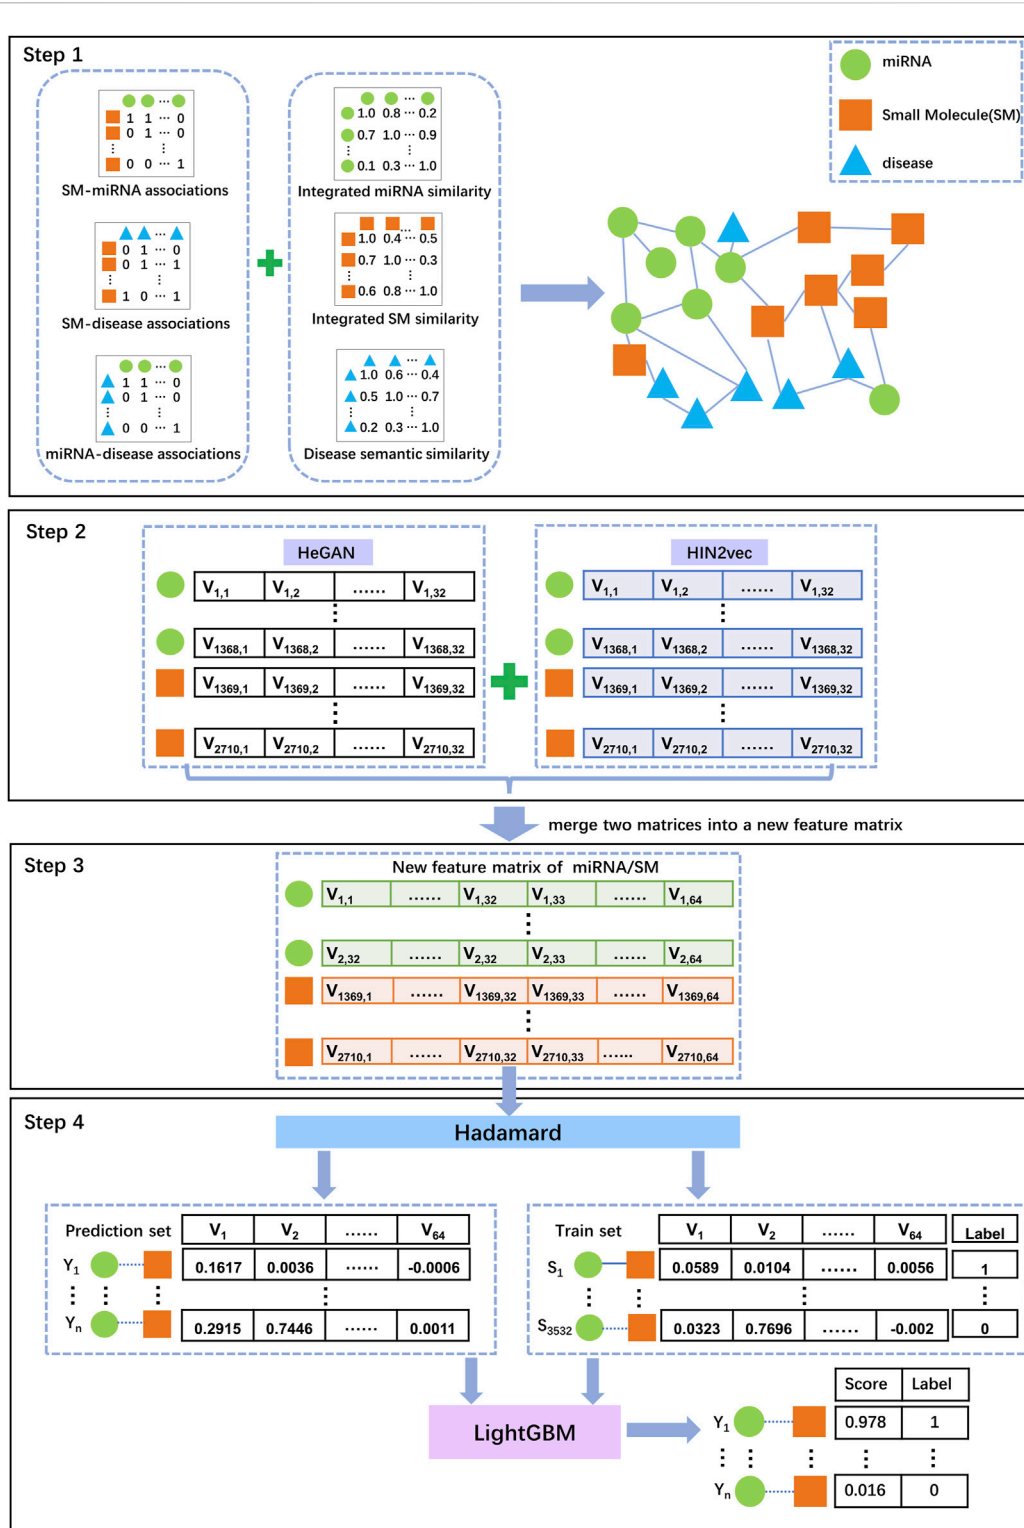 Step 1
miRNA
Small Molecule(SM)
disease
···
1 1 ··· 0
0 1 ··· 0
⋮ ⋮
0 0 ··· 1
SM-miRNA associations
···
0 1 ··· 0
0 1 ··· 1
⋮ ⋮
1 0 ··· 1
SM-disease associations
···
1 1 ··· 0
0 1 ··· 0
⋮ ⋮
0 0 ··· 1
miRNA-disease associations
···
1.0 0.8 ··· 0.2
0.7 1.0 ··· 0.9
⋮ ⋮
0.1 0.3 ··· 1.0
Integrated miRNA similarity
...
1.0 0.4 ··· 0.5
0.7 1.0 ··· 0.3
⋮ ⋮
0.6 0.8 ··· 1.0
Integrated SM similarity
···
1.0 0.6 ··· 0.4
0.5 1.0 ··· 0.7
⋮ ⋮
0.2 0.3 ··· 1.0
Disease semantic similarity
Step 2
HeGAN
V1,1 V1,2 ...... V1,32
⋮
V1368,1 V1368,2 ...... V1368,32
V1369,1 V1369,2 ...... V1369,32
⋮
V2710,1 V2710,2 ...... V2710,32
HIN2vec
V1,1 V1,2 ...... V1,32
⋮
V1368,1 V1368,2 ...... V1368,32
V1369,1 V1369,2 ...... V1369,32
⋮
V2710,1 V2710,2 ...... V2710,32
merge two matrices into a new feature matrix
Step 3
New feature matrix of miRNA/SM
V1,1 ...... V1,32 V1,33 ...... V1,64
⋮
V2,32 ...... V2,32 V2,33 ...... V2,64
V1369,1 ...... V1369,32 V1369,33 ...... V1369,64
⋮
V2710,1 ...... V2710,32 V2710,33 ...... V2710,64
Step 4
Hadamard
Prediction set V1 V2 ...... V64
Y1 0.1617 0.0036 ...... -0.0006
⋮ ⋮ ⋮ ⋮
Yn 0.2915 0.7446 ...... 0.0011
Train set V1 V2 ...... V64 Label
S1 0.0589 0.0104 ...... 0.0056 1
⋮ ⋮ ⋮ ⋮
S3532 0.0323 0.7696 ...... -0.002 0
LightGBM
Score Label
Y1 0.978 1
⋮ ⋮ ⋮ ⋮ ⋮
Yn 0.016 0